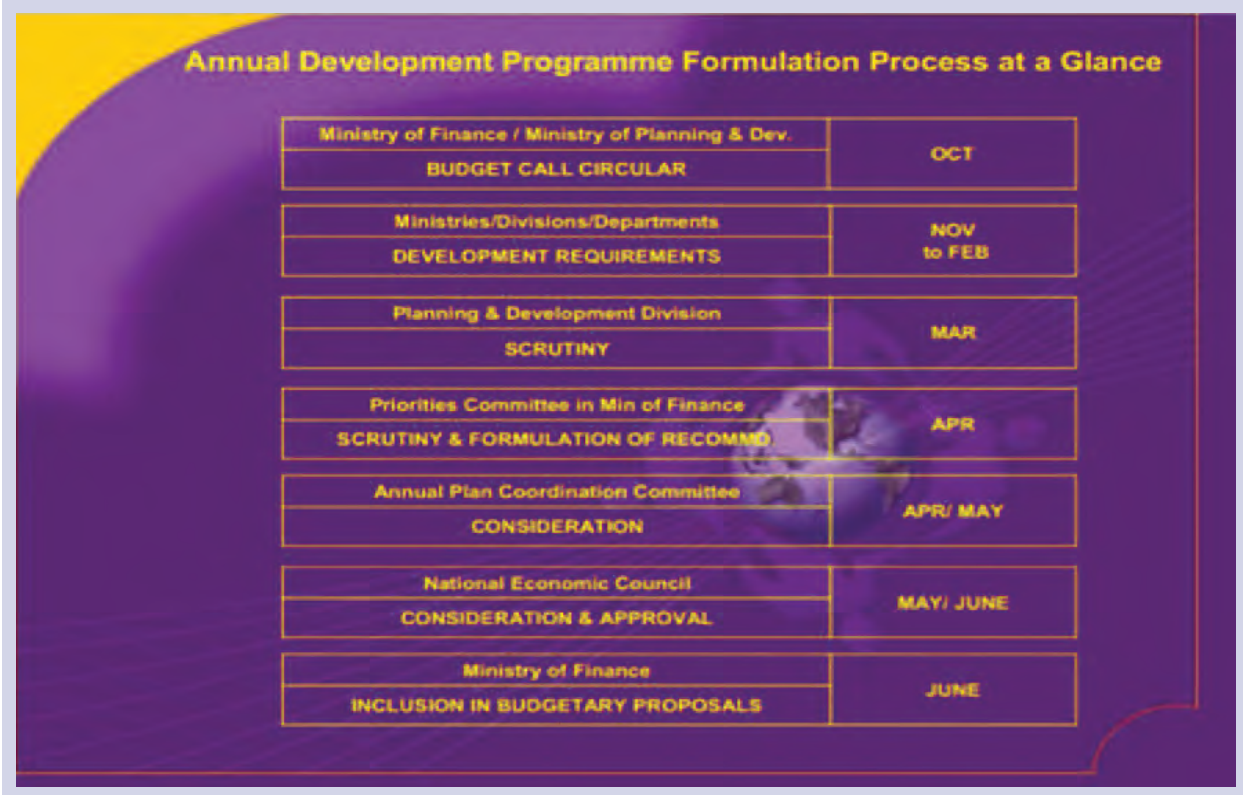 Annual Development Programme Formulation Process at a Glance
Ministry of Finance / Ministry of Planning & Dev.
BUDGET CALL CIRCULAR
OCT
Ministries/Divisions/Departments
DEVELOPMENT REQUIREMENTS
NOV
to FEB
Planning & Development Division
SCRUTINY
MAR
Priorities Committee in Min of Finance
SCRUTINY & FORMULATION OF RECOMMD.
APR
Annual Plan Coordination Committee
CONSIDERATION
APR/ MAY
National Economic Council
CONSIDERATION & APPROVAL
MAY/ JUNE
Ministry of Finance
INCLUSION IN BUDGETARY PROPOSALS
JUNE